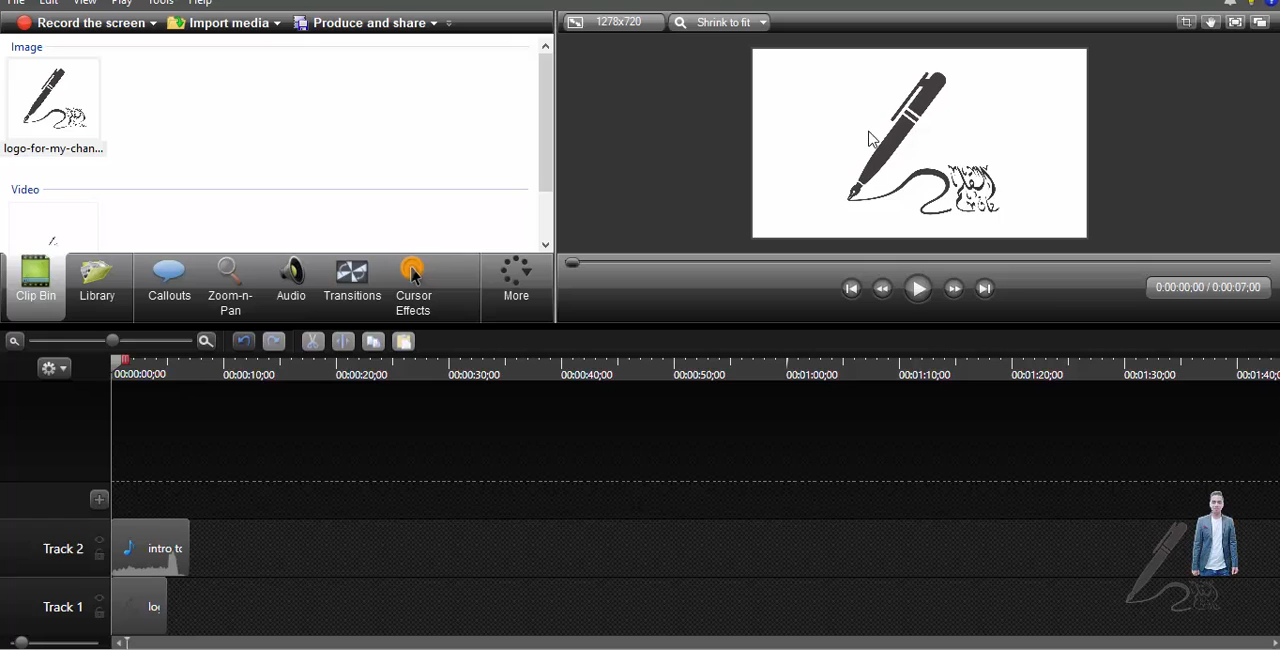 File Edit View Play Tools Help
Record the screen Import media Produce and share
1278x720 Shrink to fit
Image
logo-for-my-chan...
Video
Clip Bin
Library
Callouts
Zoom-n-
Pan
Audio
Transitions
Cursor
Effects
More
0:00:00;00 / 0:00:07;00
00:00:00;00 00:00:10;00 00:00:20;00 00:00:30;00 00:00:40;00 00:00:50;00 00:01:00;00 00:01:10;00 00:01:20;00 00:01:30;00 00:01:40;
Track 2
intro tc
Track 1
log